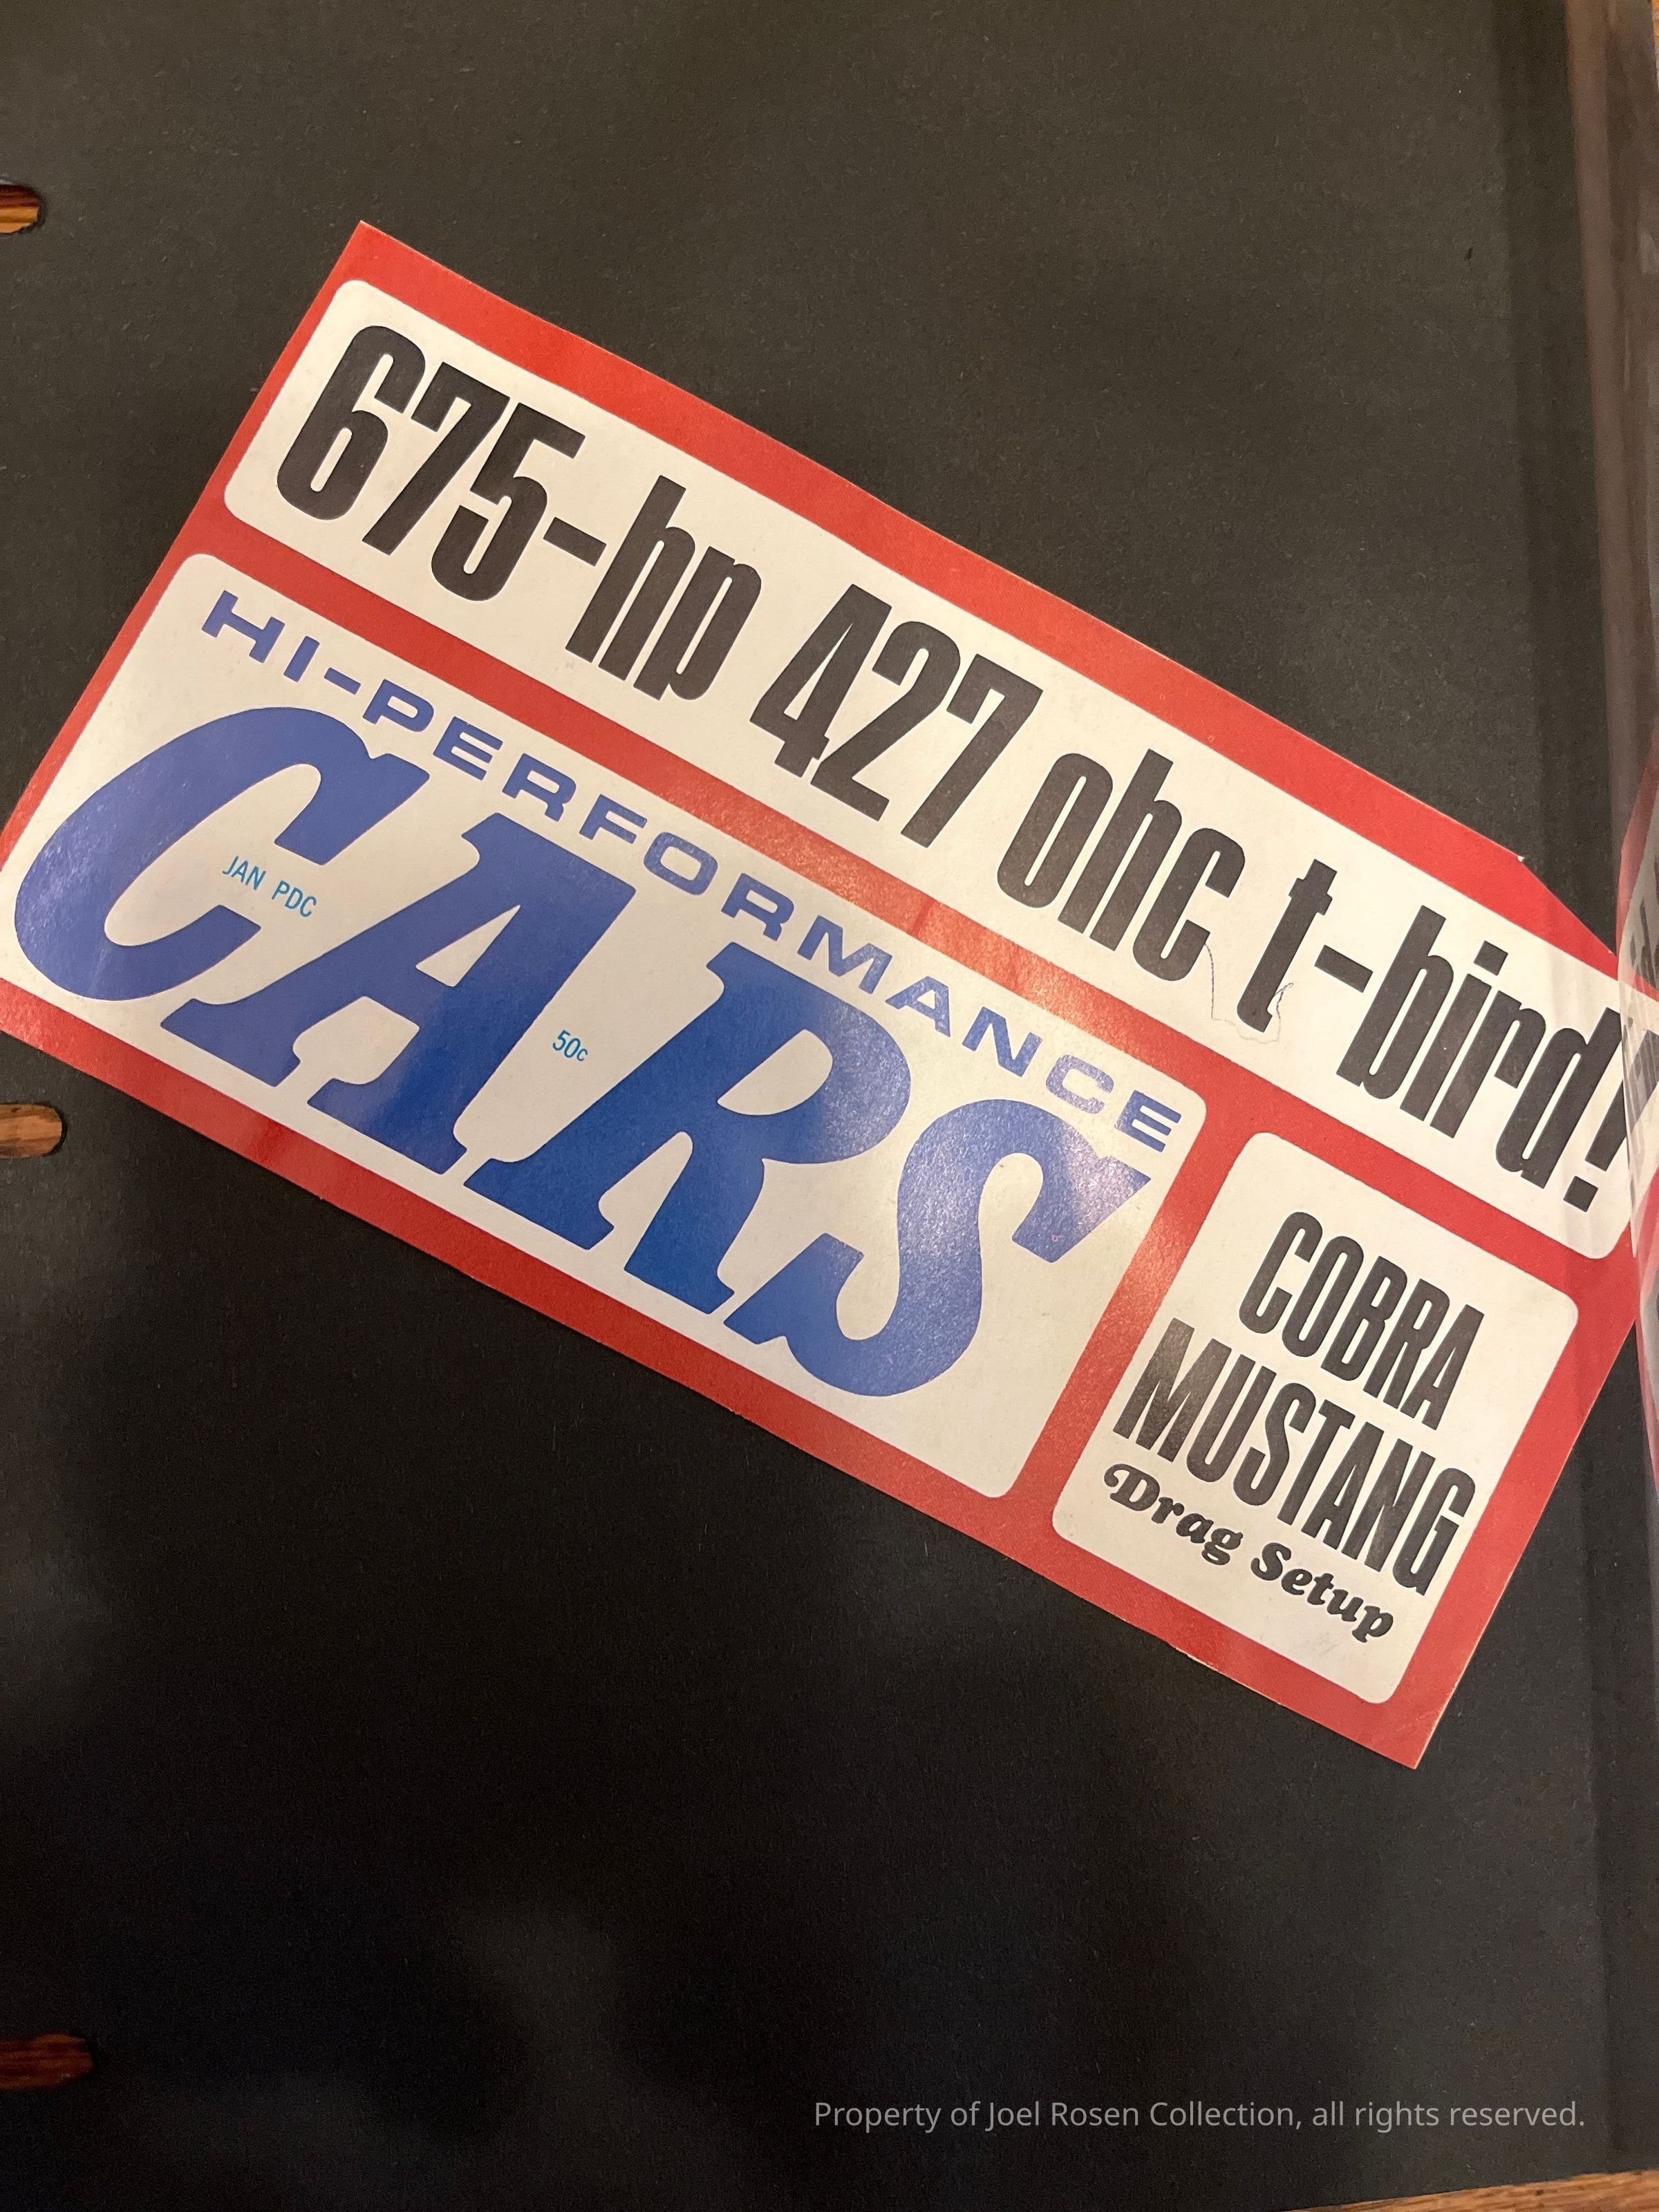 675-hp 427 ohc t-bird!
HI-PERFORMANCE
CARS
JAN PDC
50c
COBRA
MUSTANG
Drag Setup
Property of Joel Rosen Collection, all rights reserved.